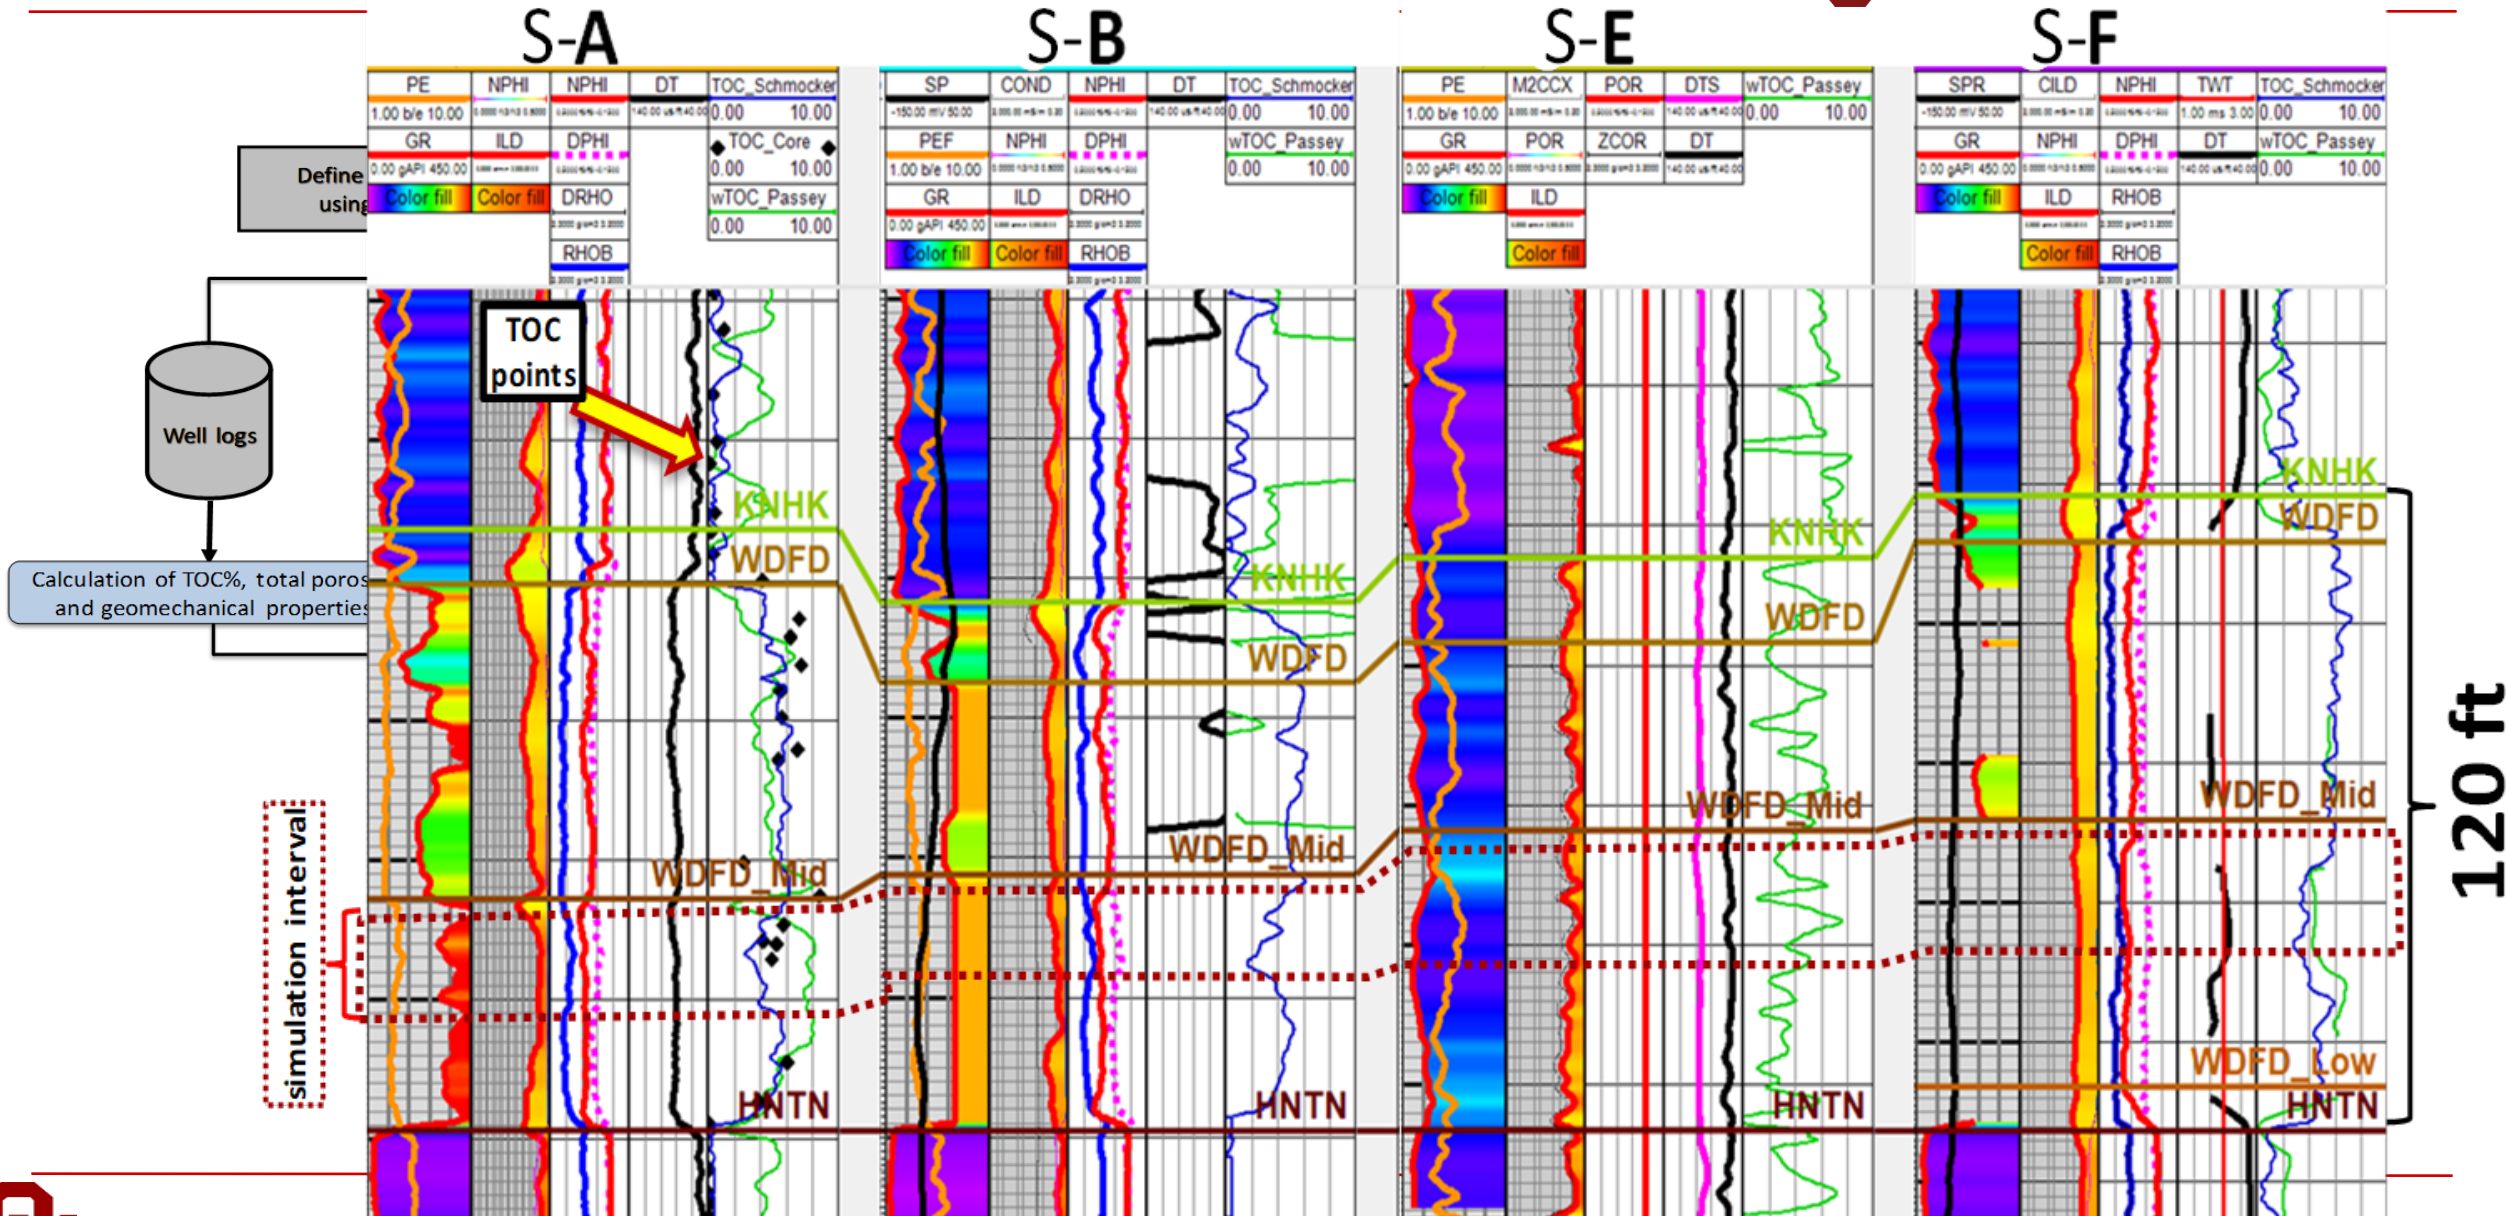 S-A
S-B
S-E
S-F
PE NPHI NPHI DT TOC_Schmocker
1.00 b/e 10.00
0.00 10.00
GR ILD DPHI TOC_Core
0.00 gAPI 450.00
0.00 10.00
Color fill Color fill DRHO wTOC_Passey
0.00 10.00
RHOB
SP COND NPHI DT TOC_Schmocker
-150.00 mV 50.00
0.00 10.00
PEF NPHI DPHI wTOC_Passey
1.00 b/e 10.00
0.00 10.00
GR ILD DRHO
0.00 gAPI 450.00
Color fill Color fill RHOB
PE M2CCX POR DTS wTOC_Passey
1.00 b/e 10.00
0.00 10.00
GR POR ZCOR DT
0.00 gAPI 450.00
Color fill ILD
Color fill
SPR CILD NPHI TWT TOC_Schmocker
-150.00 mV 50.00
1.00 ms 3.00
0.00 10.00
GR NPHI DPHI DT wTOC_Passey
0.00 gAPI 450.00
0.00 10.00
Color fill ILD RHOB
Color fill RHOB
Define
using
Well logs
Calculation of TOC%, total poros
and geomechanical properties
simulation interval
TOC
points
KNHK
WDFD
WDFD_Mid
HNTN
KNHK
WDFD
WDFD_Mid
HNTN
KNHK
WDFD
WDFD_Mid
HNTN
KNHK
WDFD
WDFD_Mid
WDFD_Low
HNTN
120 ft